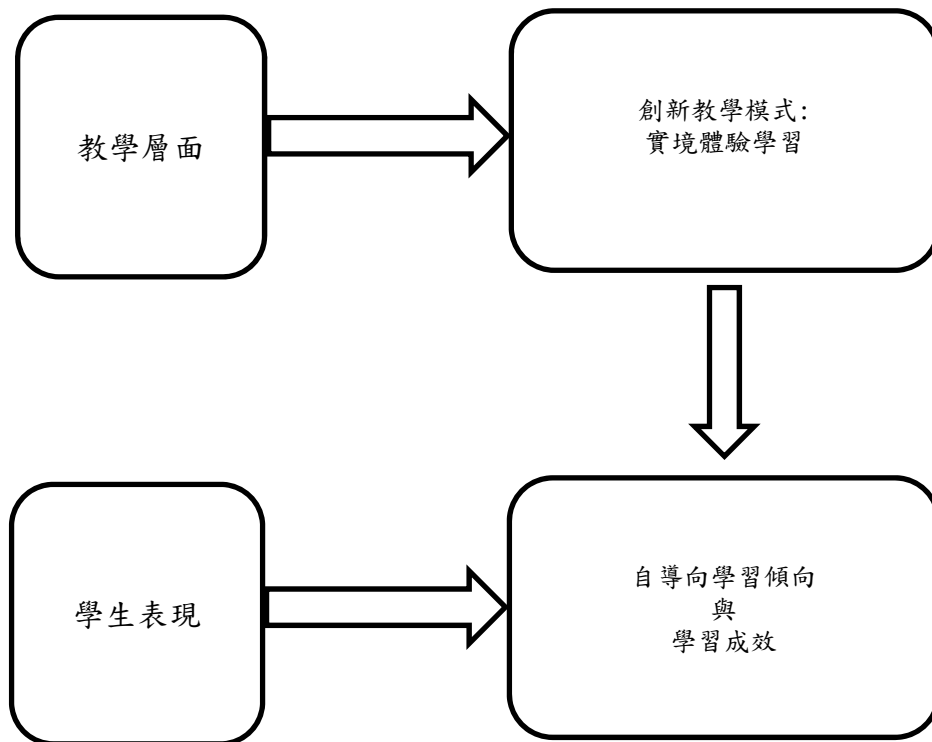 教學層面
創新教學模式:
實境體驗學習
學生表現
自導向學習傾向
與
學習成效